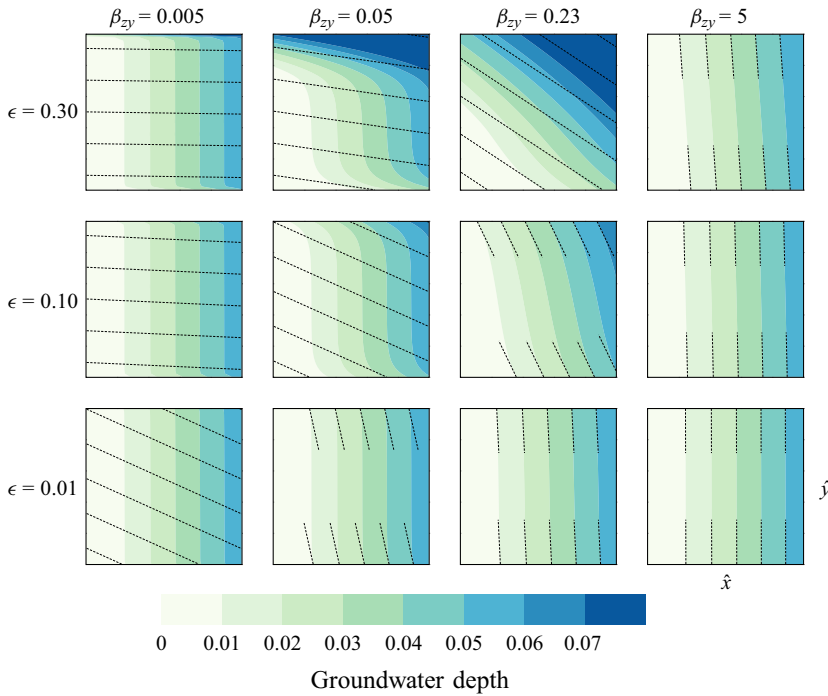 β_zy = 0.005 β_zy = 0.05 β_zy = 0.23 β_zy = 5
ϵ = 0.30
ϵ = 0.10
ϵ = 0.01
ŷ
x̂
0 0.01 0.02 0.03 0.04 0.05 0.06 0.07
Groundwater depth